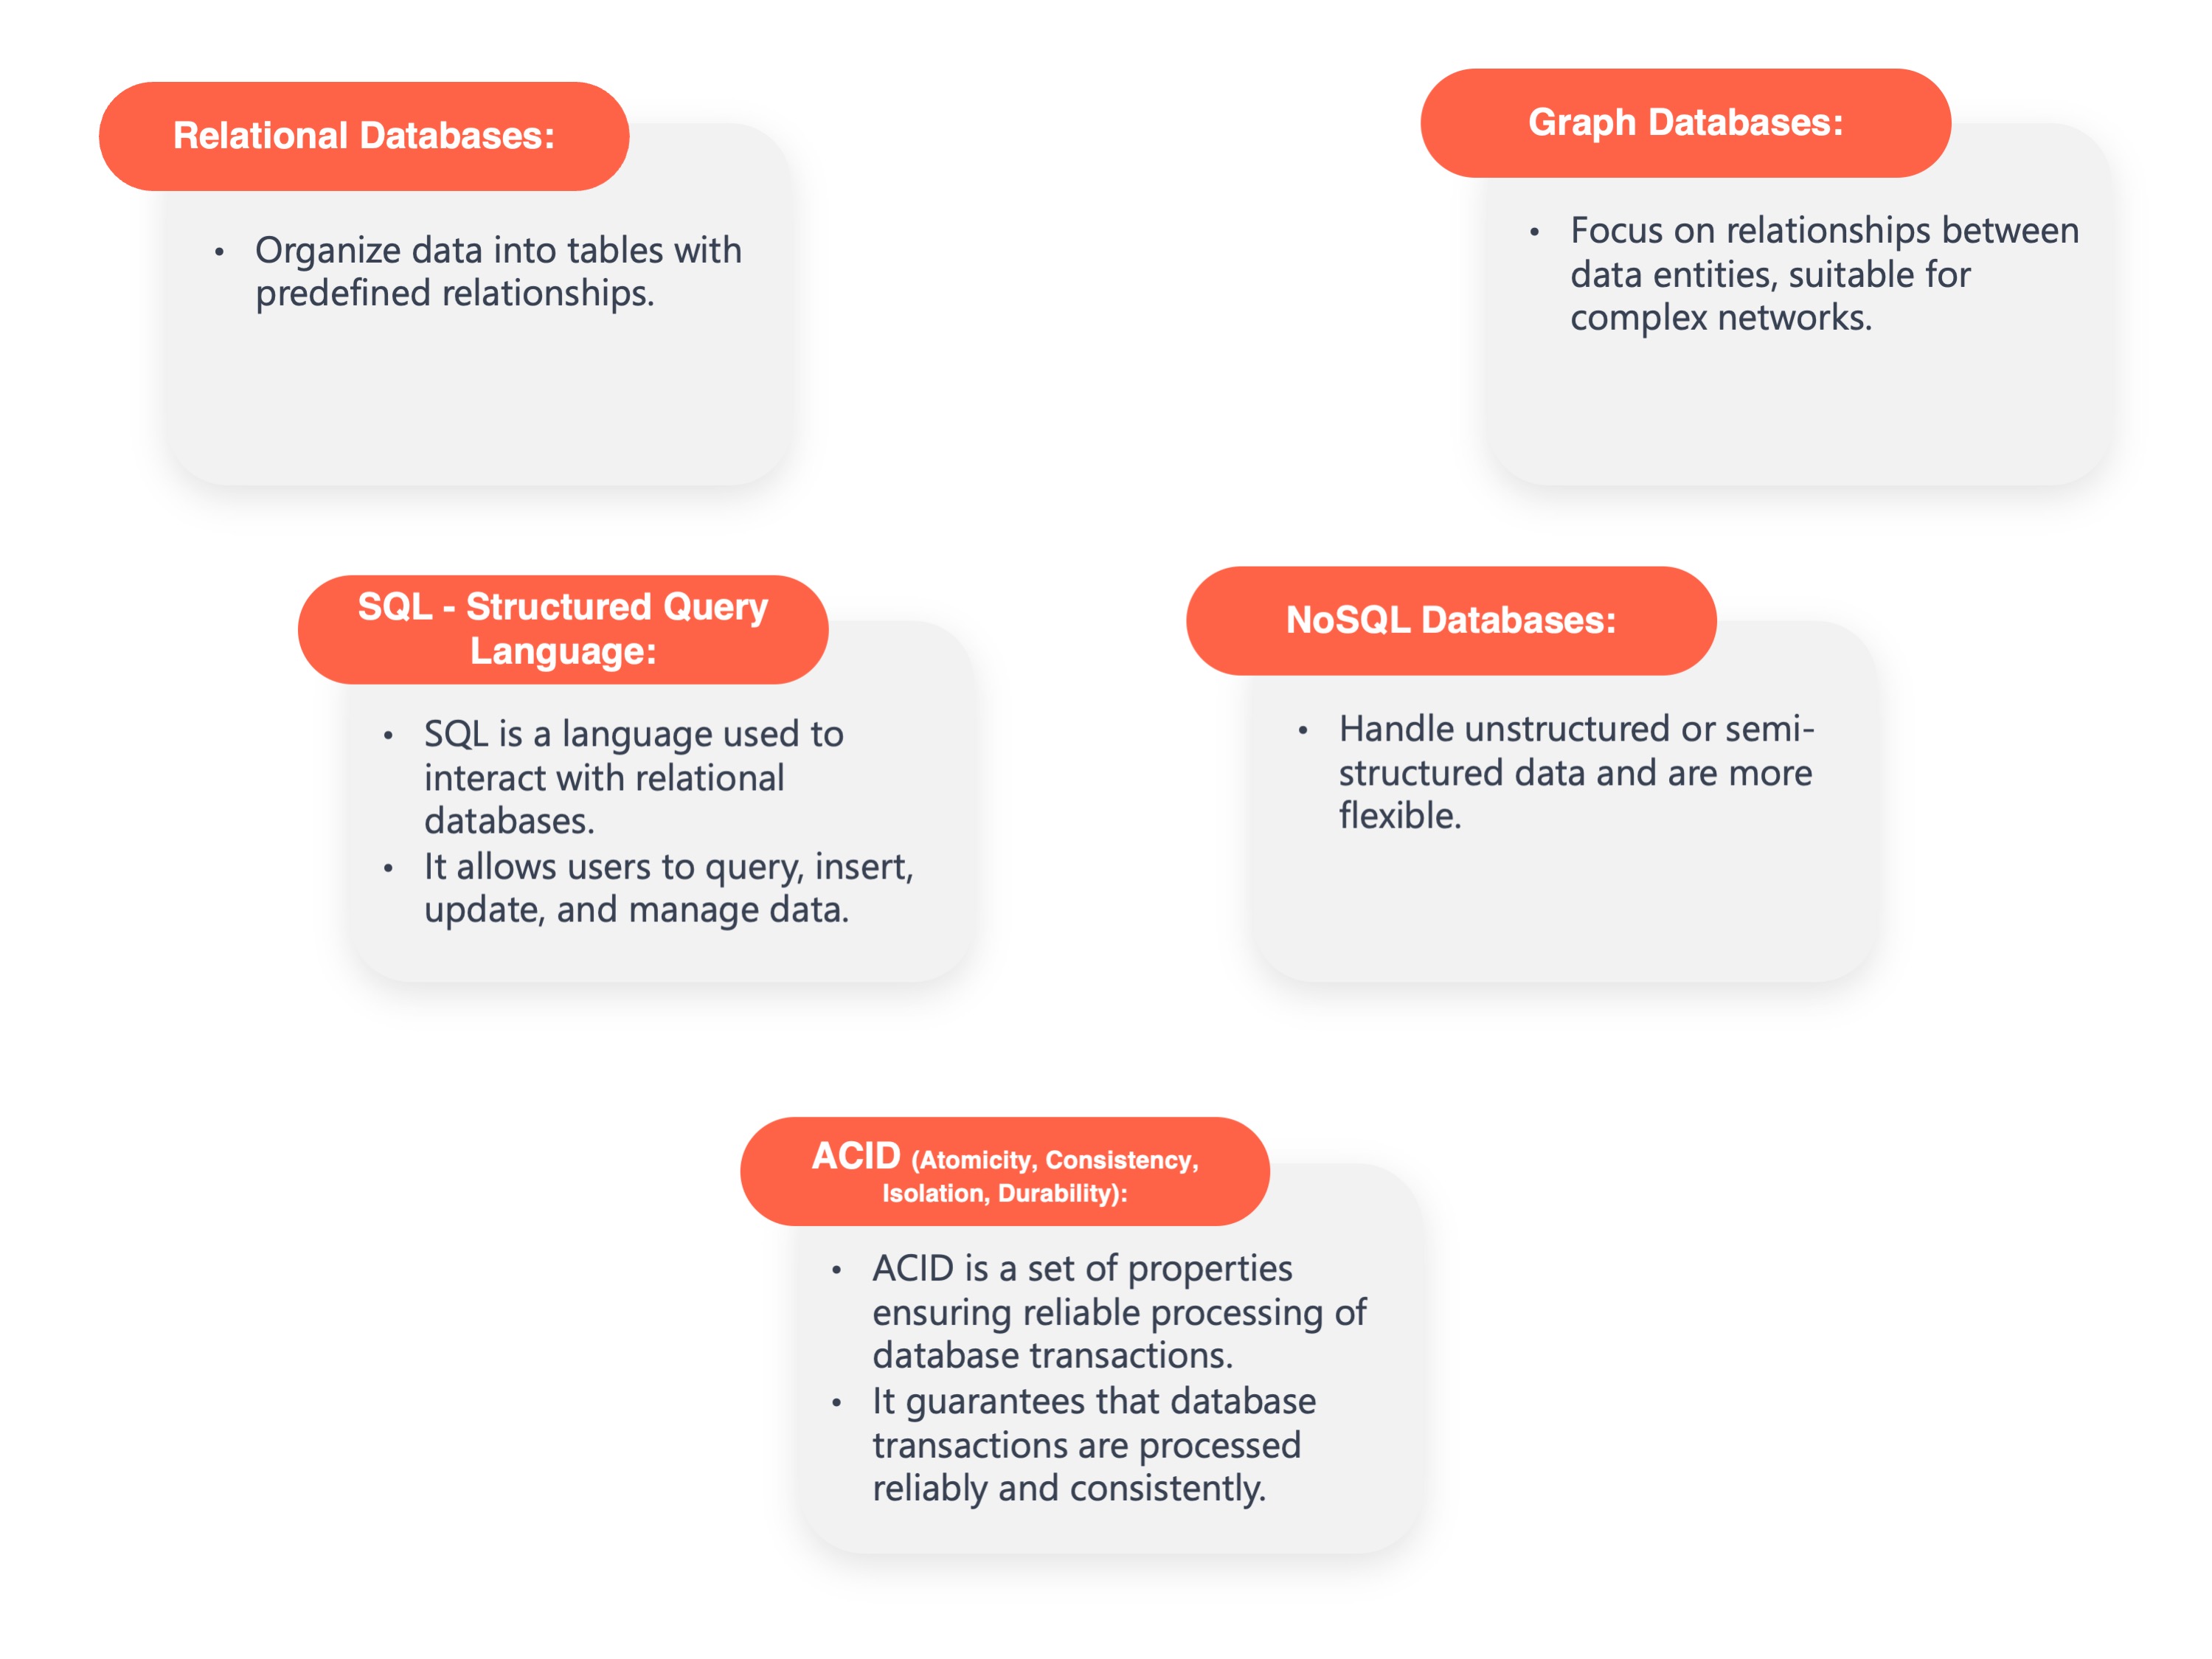 Relational Databases:
• Organize data into tables with
predefined relationships.
Graph Databases:
• Focus on relationships between
data entities, suitable for
complex networks.
SQL - Structured Query
Language:
• SQL is a language used to
interact with relational
databases.
• It allows users to query, insert,
update, and manage data.
NoSQL Databases:
• Handle unstructured or semi-
structured data and are more
flexible.
ACID (Atomicity, Consistency,
Isolation, Durability):
• ACID is a set of properties
ensuring reliable processing of
database transactions.
• It guarantees that database
transactions are processed
reliably and consistently.